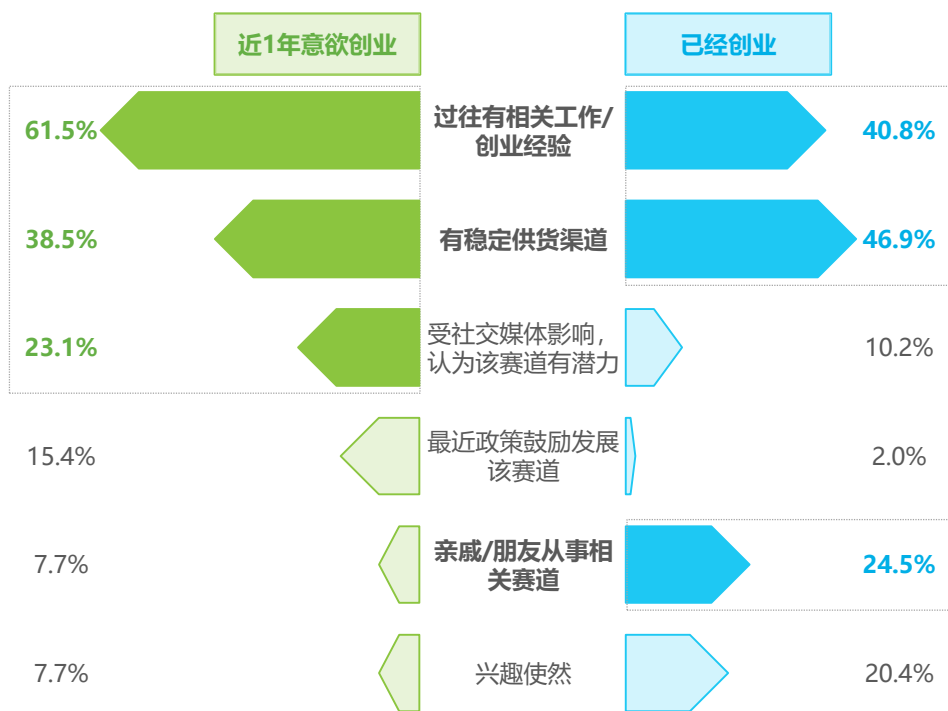 近1年意欲创业
已经创业
61.5%
过往有相关工作/
创业经验
40.8%
38.5%
有稳定供货渠道
46.9%
23.1%
受社交媒体影响，
认为该赛道有潜力
10.2%
15.4%
最近政策鼓励发展
该赛道
2.0%
7.7%
亲戚/朋友从事相
关赛道
24.5%
7.7%
兴趣使然
20.4%